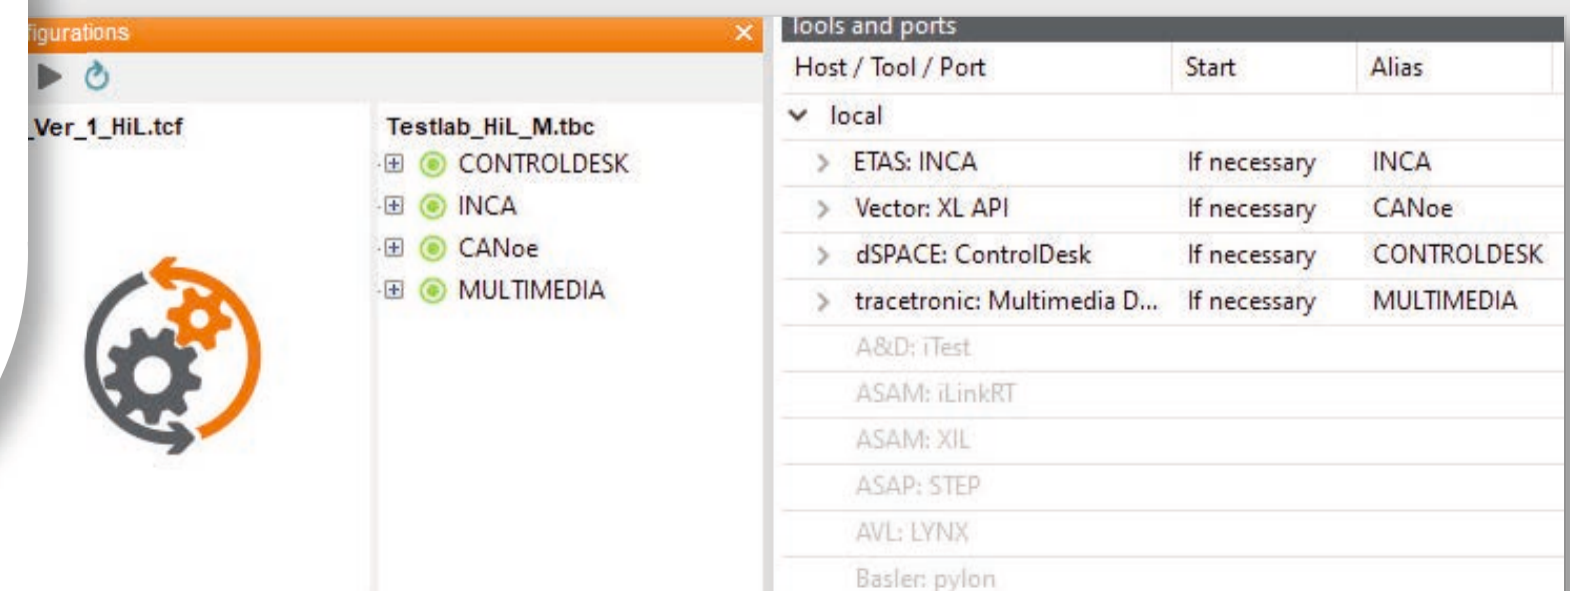 figurations
_Ver_1_HiL.tcf
Testlab_HiL_M.tbc
CONTROLDESK
INCA
CANoe
MULTIMEDIA
Tools and ports
Host / Tool / Port Start Alias
local
ETAS: INCA If necessary INCA
Vector: XL API If necessary CANoe
dSPACE: ControlDesk If necessary CONTROLDESK
tracetronic: Multimedia D... If necessary MULTIMEDIA
A&D: iTest
ASAM: iLinkRT
ASAM: XIL
ASAP: STEP
AVL: LYNX
Basler: pylon